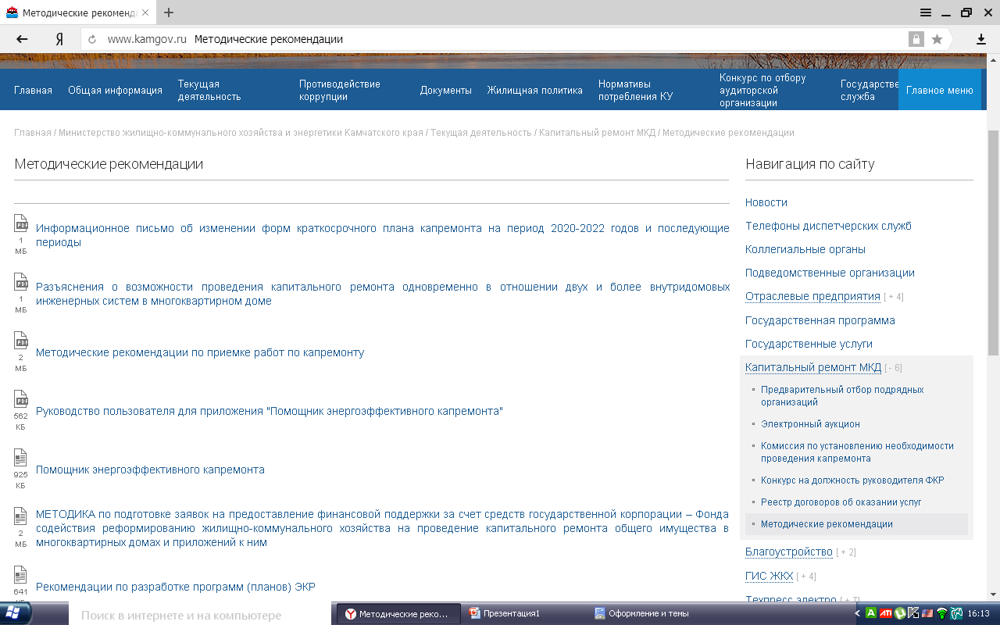 Методические рекоменда
Я
www.kamgov.ru Методические рекомендации
Главная
Общая информация
Текущая
деятельность
Противодействие
коррупции
Документы
Жилищная политика
Нормативы
потребления КУ
Конкурс по отбору
аудиторской
организации
Государстве
служба
Главное меню
Главная / Министерство жилищно-коммунального хозяйства и энергетики Камчатского края / Текущая деятельность / Капитальный ремонт МКД / Методические рекомендации
Методические рекомендации
PDF
1
МБ
Информационное письмо об изменении форм краткосрочного плана капремонта на период 2020-2022 годов и последующие
периоды
PDF
1
МБ
Разъяснения о возможности проведения капитального ремонта одновременно в отношении двух и более внутридомовых
инженерных систем в многоквартирном доме
PDF
2
МБ
Методические рекомендации по приемке работ по капремонту
PDF
562
КБ
Руководство пользователя для приложения "Помощник энергоэффективного капремонта"
925
КБ
Помощник энергоэффективного капремонта
2
МБ
МЕТОДИКА по подготовке заявок на предоставление финансовой поддержки за счет средств государственной корпорации – Фонда
содействия реформированию жилищно-коммунального хозяйства на проведение капитального ремонта общего имущества в
многоквартирных домах и приложений к ним
641
КБ
Рекомендации по разработке программ (планов) ЭКР
Навигация по сайту
Новости
Телефоны диспетчерских служб
Коллегиальные органы
Подведомственные организации
Отраслевые предприятия [ + 4]
Государственная программа
Государственные услуги
Капитальный ремонт МКД [ - 6]
Предварительный отбор подрядных
организаций
Электронный аукцион
Комиссия по установлению необходимости
проведения капремонта
Конкурс на должность руководителя ФКР
Реестр договоров об оказании услуг
Методические рекомендации
Благоустройство [ + 2]
ГИС ЖКХ [ + 4]
Техпресс электро [ + 7]
Поиск в интернете и на компьютере
Методические реко...
Презентация1
Оформление и темы
16:13